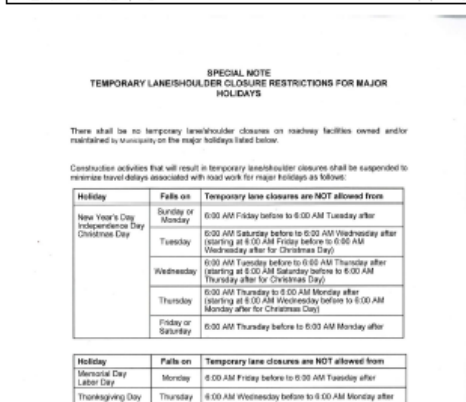 SPECIAL NOTE
TEMPORARY LANE/SHOULDER CLOSURE RESTRICTIONS FOR MAJOR
HOLIDAYS
There shall be no temporary lane/shoulder closures on roadway facilities owned and/or
maintained by Municipality on the major holidays listed below.
Construction activities that will result in temporary lane/shoulder closures shall be suspended to
minimize travel delays associated with road work for major holidays as follows:
Holiday Falls on Temporary lane closures are NOT allowed from
New Year's Day
Independence Day
Christmas Day
Sunday or
Monday
6:00 AM Friday before to 6:00 AM Tuesday after
Tuesday
6:00 AM Saturday before to 6:00 AM Wednesday after
(starting at 6:00 AM Friday before to 6:00 AM
Wednesday after for Christmas Day)
Wednesday
6:00 AM Tuesday before to 6:00 AM Thursday after
(starting at 6:00 AM Saturday before to 6:00 AM
Thursday after for Christmas Day)
Thursday
6:00 AM Thursday to 6:00 AM Monday after
(starting at 6:00 AM Wednesday before to 6:00 AM
Monday after for Christmas Day)
Friday or
Saturday
6:00 AM Thursday before to 6:00 AM Monday after
Holiday Falls on Temporary lane closures are NOT allowed from
Memorial Day
Labor Day
Monday 6:00 AM Friday before to 6:00 AM Tuesday after
Thanksgiving Day Thursday 6:00 AM Wednesday before to 6:00 AM Monday after